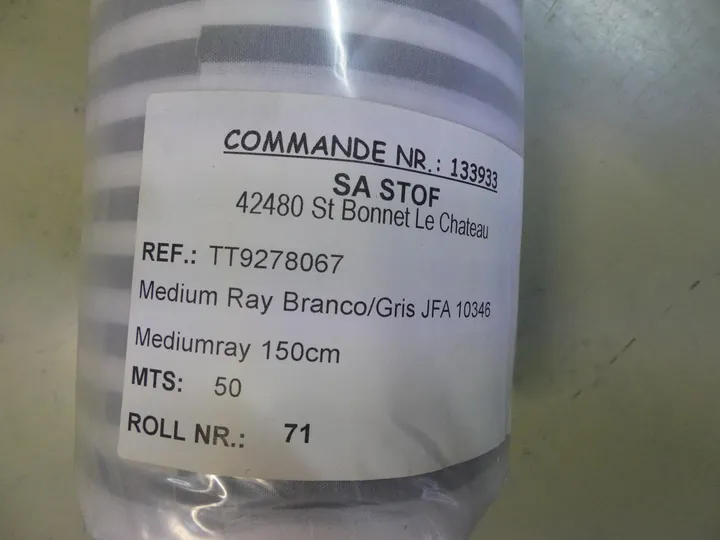 COMMANDE NR.: 133933
SA STOF
42480 St Bonnet Le Chateau
REF.: TT9278067
Medium Ray Branco/Gris JFA 10346
Mediumray 150cm
MTS: 50
ROLL NR.: 71